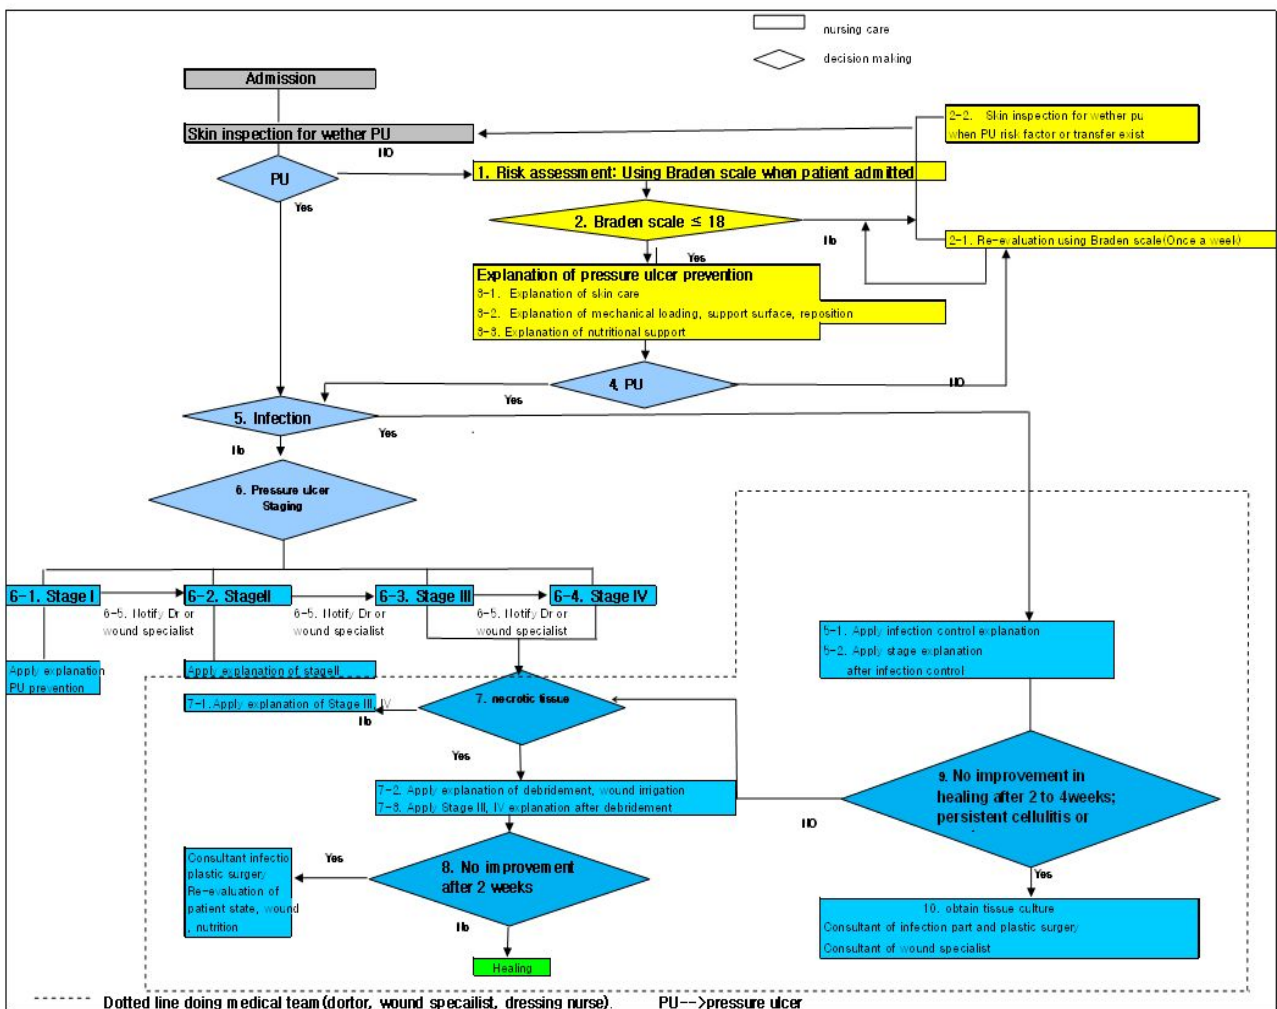 nursing care
decision making
Admission
Skin inspection for wether PU
2-2. Skin inspection for wether pu
when PU risk factor or transfer exist
NO
PU
1. Risk assessment: Using Braden scale when patient admitted
Yes
2. Braden scale ≤ 18
No
2-1. Re-evaluation using Braden scale(Once a week)
Yes
Explanation of pressure ulcer prevention
3-1. Explanation of skin care
3-2. Explanation of mechanical loading, support surface, reposition
3-3. Explanation of nutritional support
4. PU
NO
Yes
5. Infection
Yes
No
6. Pressure ulcer
Staging
6-1. Stage I
6-2. StageII
6-3. Stage III
6-4. Stage IV
6-5. Notify Dr or
wound specialist
6-5. Notify Dr or
wound specialist
6-5. Notify Dr or
wound specialist
5-1. Apply infection control explanation
5-2. Apply stage explanation
after infection control
Apply explanation
PU prevention
Apply explanation of stageII
7-1. Apply explanation of Stage III, IV
7. necrotic tissue
No
Yes
7-2. Apply explanation of debridement, wound irrigation
7-3. Apply Stage III, IV explanation after debridement
9. No improvement in
healing after 2 to 4weeks;
persistent cellulitis or
NO
Yes
Consultant infectio
plastic surgery
Re-evaluation of
patient state, wound
, nutrition
Yes
8. No improvement
after 2 weeks
No
Healing
10. obtain tissue culture
Consultant of infection part and plastic surgery
Consultant of wound specialist
Dotted line doing medical team(dortor, wound specailist, dressing nurse). PU-->pressure ulcer